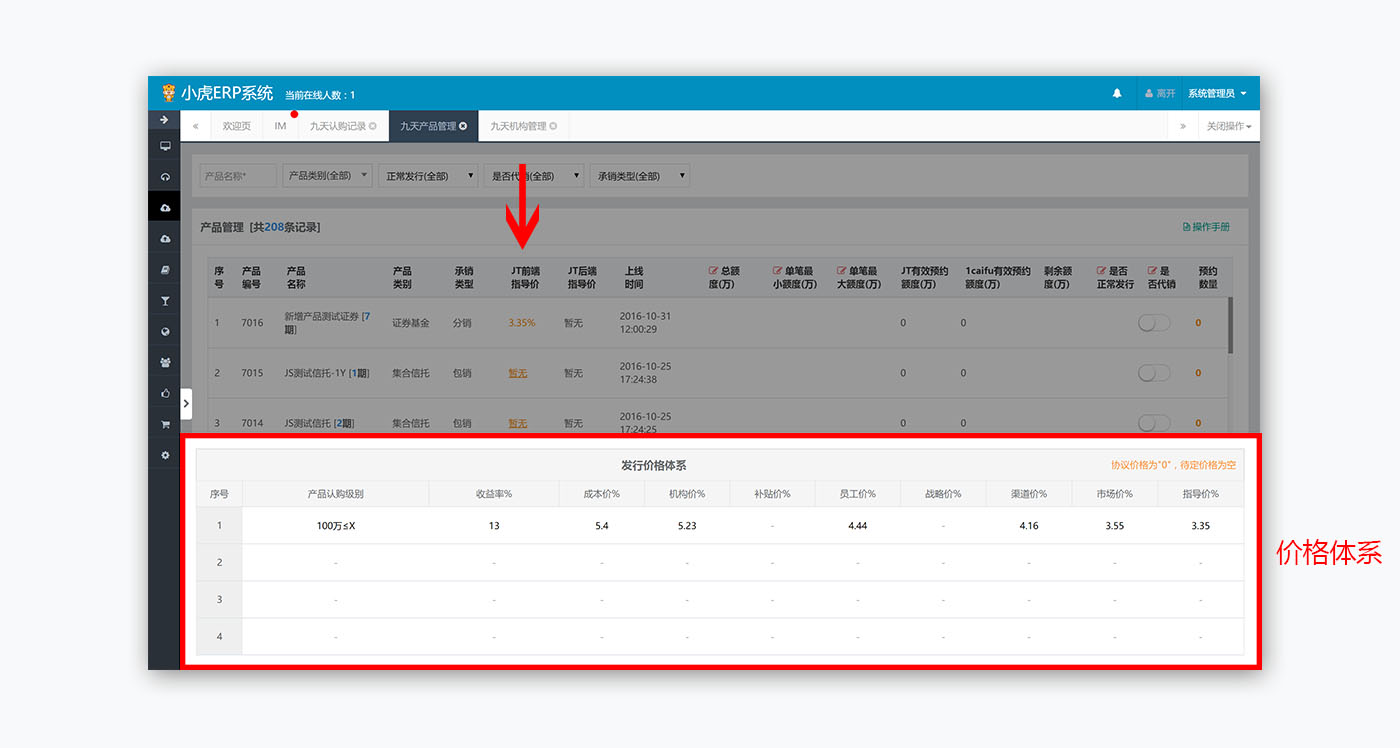 小虎ERP系统 当前在线人数：1 离开 系统管理员
« 欢迎页 IM 九天认购记录 九天产品管理 九天机构管理 » 关闭操作
产品名称* 产品类别(全部) 正常发行(全部) 是否代销(全部) 承销类型(全部)
产品管理 [共208条记录] 操作手册
序号 产品编号 产品名称 产品类别 承销类型 JT前端指导价 JT后端指导价 上线时间 总额度(万) 单笔最小额度(万) 单笔最大额度(万) JT有效预约额度(万) 1caifu有效预约额度(万) 剩余额度(万) 是否正常发行 是否代销 预约数量
1 7016 新增产品测试证券 [7期] 证券基金 分销 3.35% 暂无 2016-10-31 12:00:29 0 0 0
2 7015 JS测试信托-1Y [1期] 集合信托 包销 暂无 暂无 2016-10-25 17:24:38 0 0 0
3 7014 JS测试信托 [2期] 集合信托 包销 暂无 暂无 2016-10-25 17:24:25 0 0 0
发行价格体系 协议价格为"0"，待定价格为空
序号 产品认购级别 收益率% 成本价% 机构价% 补贴价% 员工价% 战略价% 渠道价% 市场价% 指导价%
1 100万≤X 13 5.4 5.23 - 4.44 - 4.16 3.55 3.35
2 - - - - - - - - - -
3 - - - - - - - - - -
4 - - - - - - - - - -
价格体系